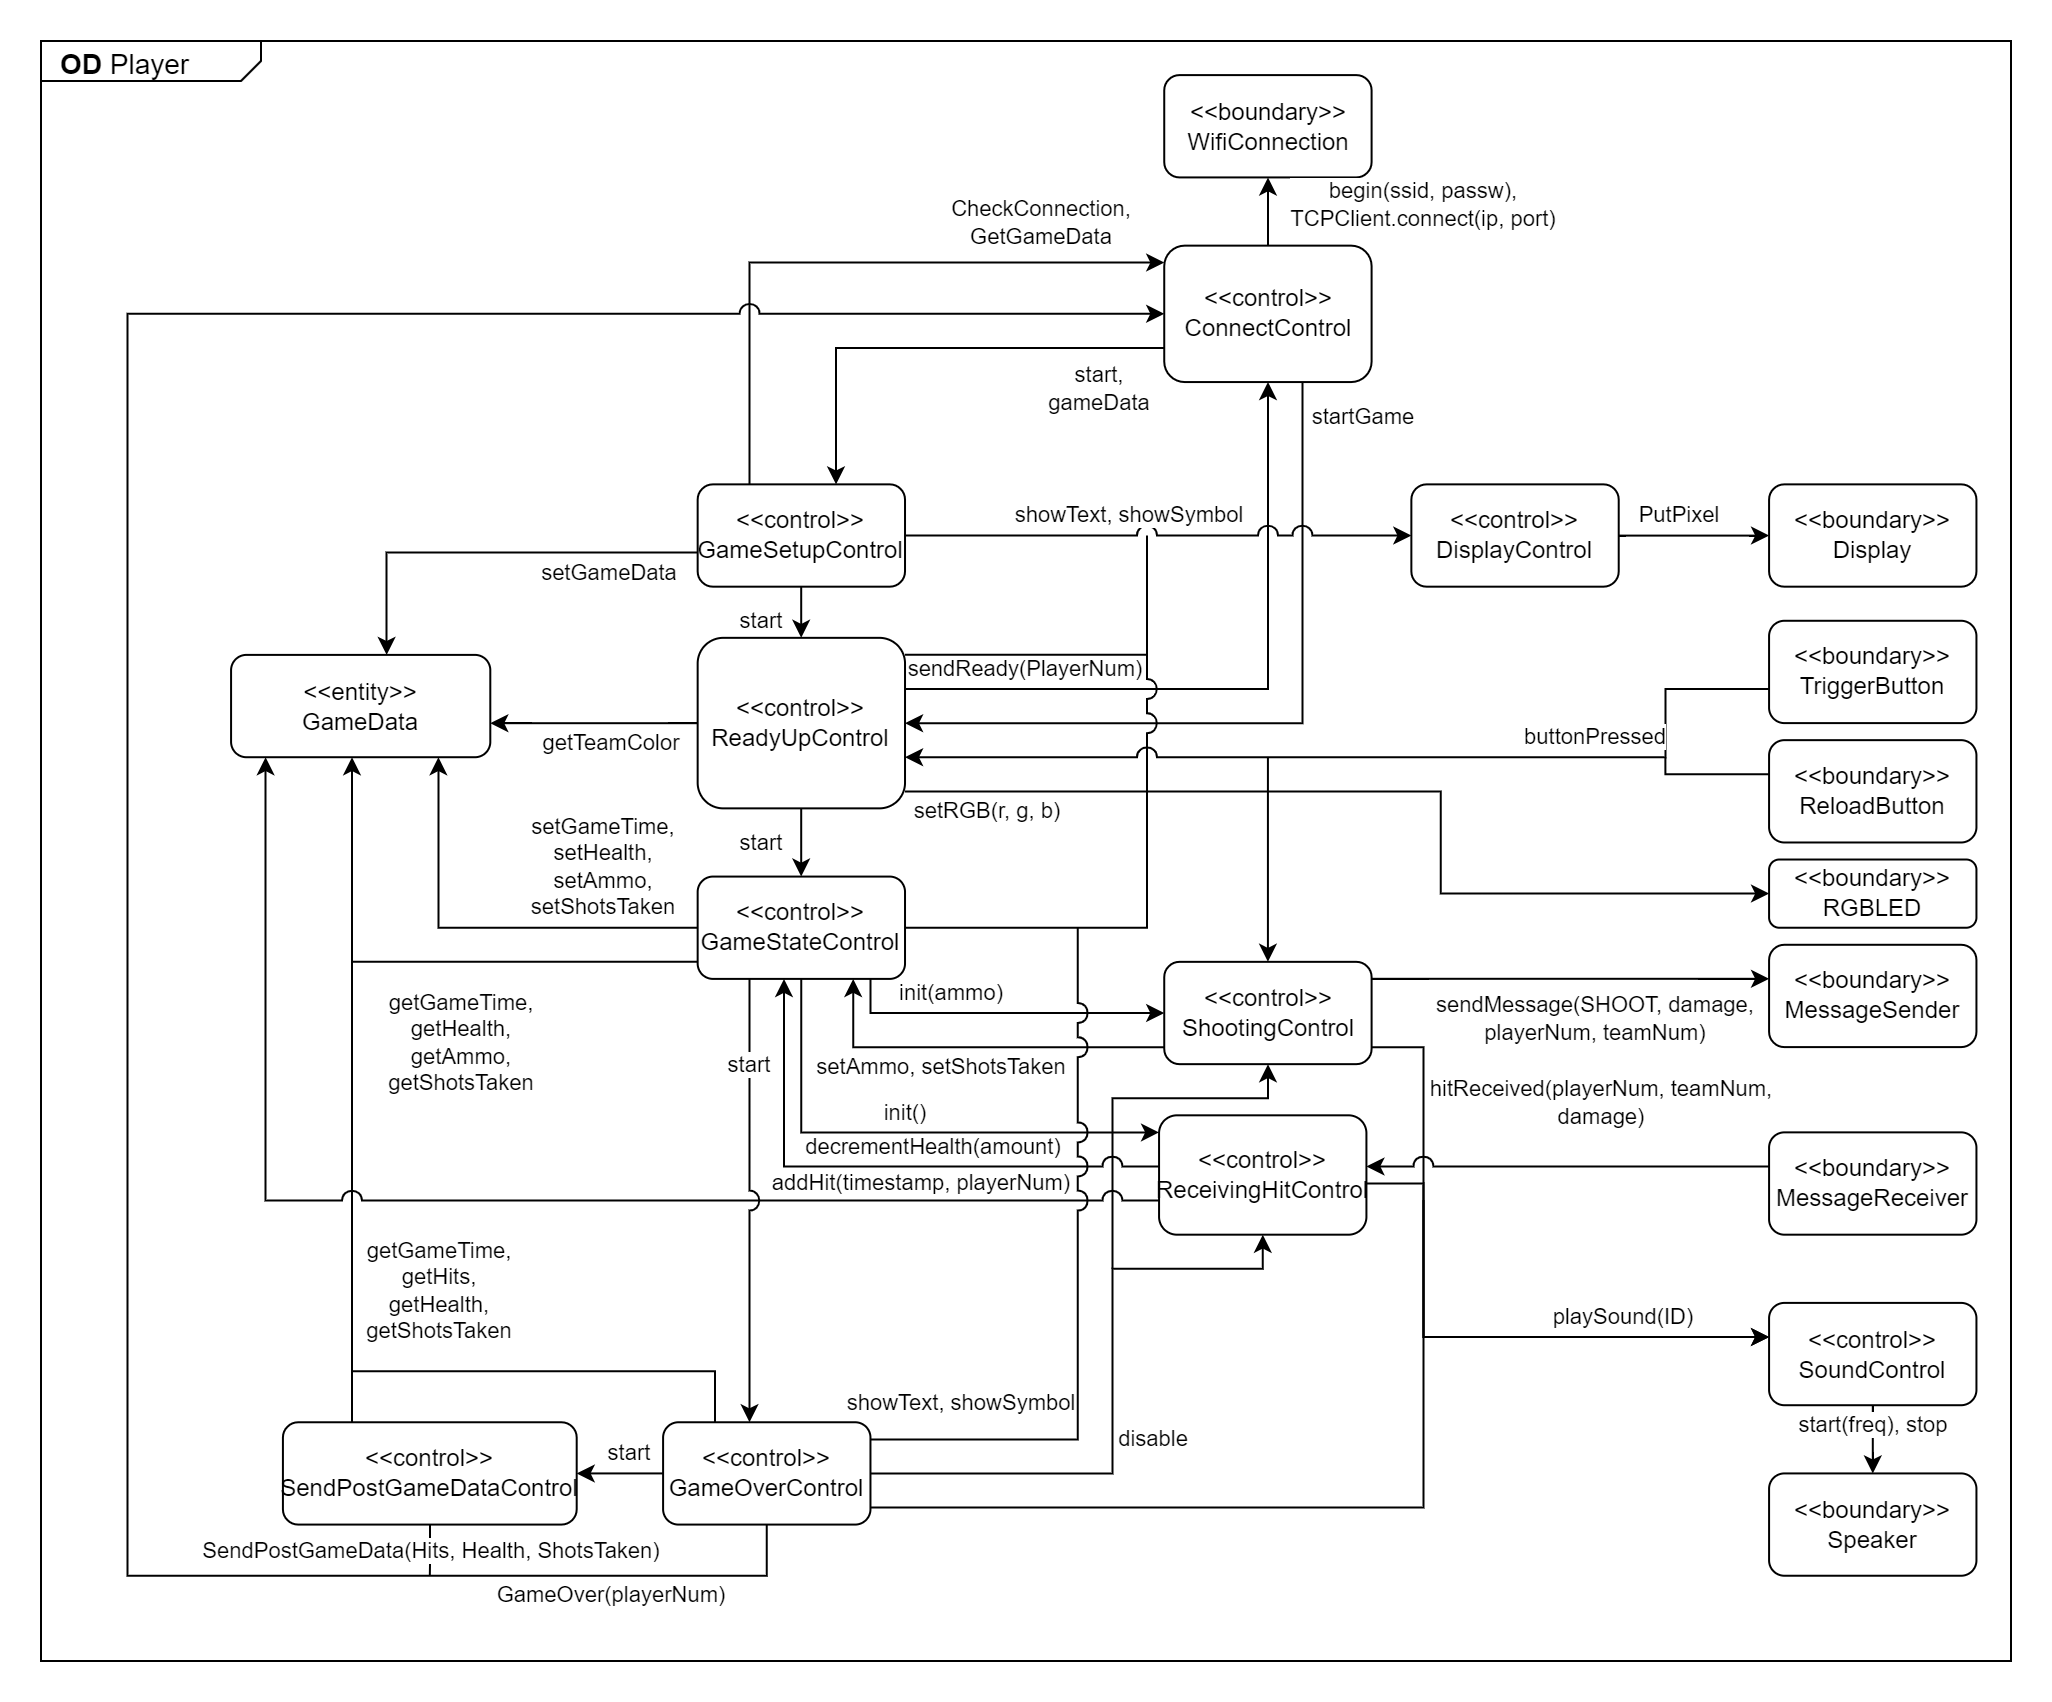 OD Player
<<boundary>>
WifiConnection
begin(ssid, passw),
TCPClient.connect(ip, port)
CheckConnection,
GetGameData
<<control>>
ConnectControl
start,
gameData
startGame
<<control>>
GameSetupControl
showText, showSymbol
<<control>>
DisplayControl
PutPixel
<<boundary>>
Display
setGameData
start
<<entity>>
GameData
getTeamColor
<<control>>
ReadyUpControl
sendReady(PlayerNum)
buttonPressed
<<boundary>>
TriggerButton
<<boundary>>
ReloadButton
setRGB(r, g, b)
<<boundary>>
RGBLED
start
setGameTime,
setHealth,
setAmmo,
setShotsTaken
<<control>>
GameStateControl
getGameTime,
getHealth,
getAmmo,
getShotsTaken
init(ammo)
<<control>>
ShootingControl
sendMessage(SHOOT, damage,
playerNum, teamNum)
<<boundary>>
MessageSender
start
setAmmo, setShotsTaken
init()
decrementHealth(amount)
addHit(timestamp, playerNum)
<<control>>
ReceivingHitControl
hitReceived(playerNum, teamNum,
damage)
<<boundary>>
MessageReceiver
getGameTime,
getHits,
getHealth,
getShotsTaken
playSound(ID)
<<control>>
SoundControl
start(freq), stop
<<boundary>>
Speaker
showText, showSymbol
disable
<<control>>
SendPostGameDataControl
start
<<control>>
GameOverControl
SendPostGameData(Hits, Health, ShotsTaken)
GameOver(playerNum)